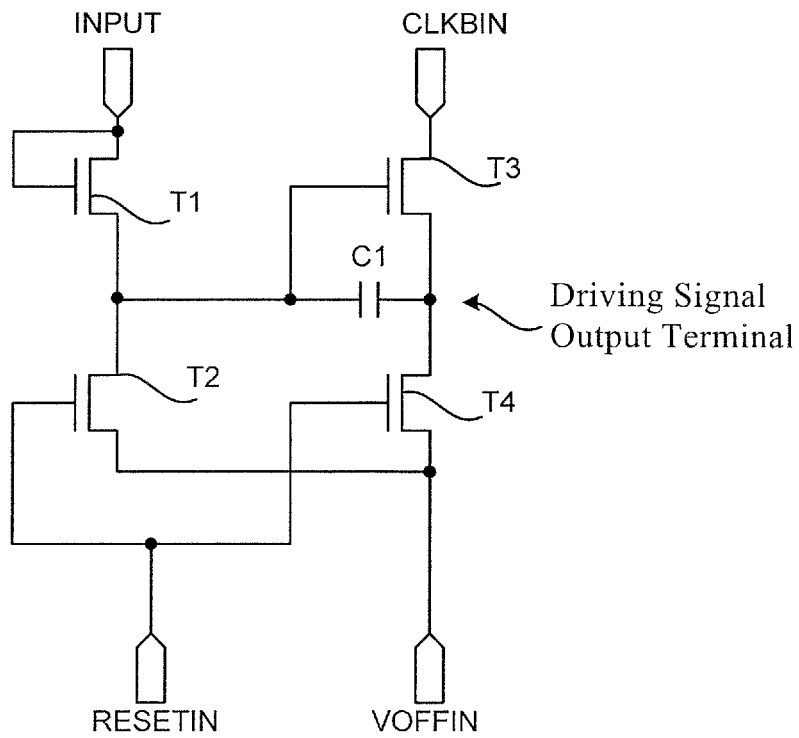 INPUT
CLKBIN
T1
T3
C1
Driving Signal
Output Terminal
T2
T4
RESETIN
VOFFIN